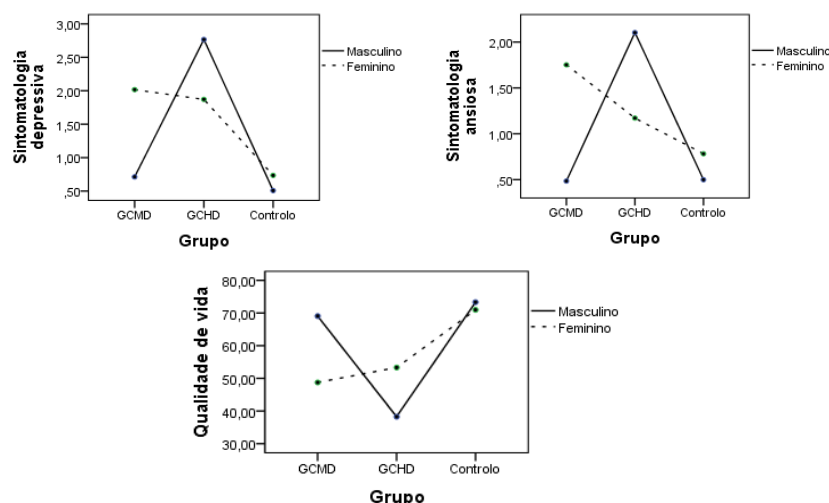 Sintomatologia
depressiva
3,00
2,50
2,00
1,50
1,00
,50
GCMD
GCHD
Controlo
Grupo
Masculino
Feminino
Sintomatologia
ansiosa
2,00
1,50
1,00
,50
GCMD
GCHD
Controlo
Grupo
Masculino
Feminino
Qualidade de vida
80,00
70,00
60,00
50,00
40,00
30,00
GCMD
GCHD
Controlo
Grupo
Masculino
Feminino